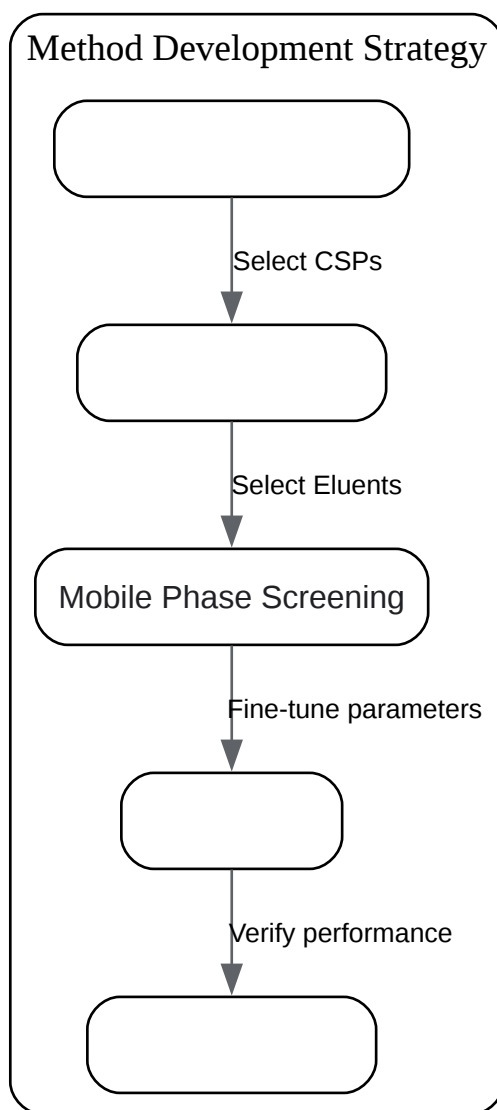 Method Development Strategy
Select CSPs
Select Eluents
Mobile Phase Screening
Fine-tune parameters
Verify performance